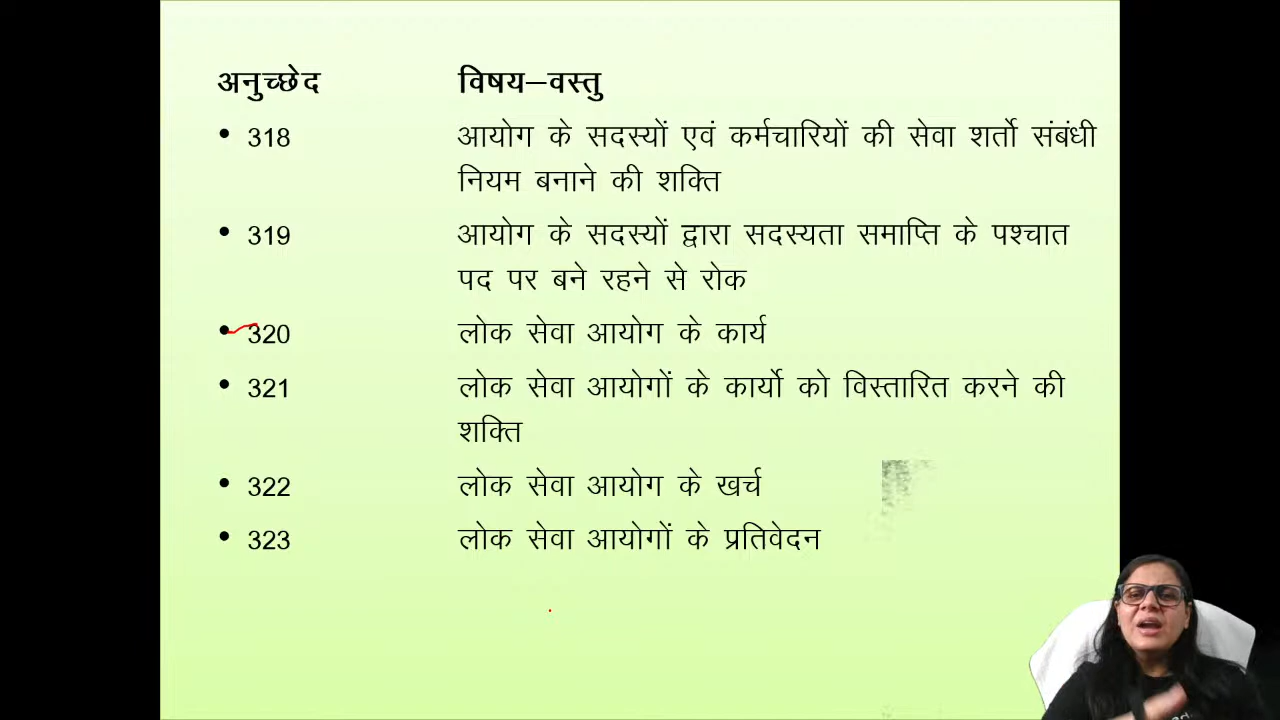 अनुच्छेद विषय–वस्तु
• 318 आयोग के सदस्यों एवं कर्मचारियों की सेवा शर्तो संबंधी
नियम बनाने की शक्ति
• 319 आयोग के सदस्यों द्वारा सदस्यता समाप्ति के पश्चात
पद पर बने रहने से रोक
• 320 लोक सेवा आयोग के कार्य
• 321 लोक सेवा आयोगों के कार्यो को विस्तारित करने की
शक्ति
• 322 लोक सेवा आयोग के खर्च
• 323 लोक सेवा आयोगों के प्रतिवेदन